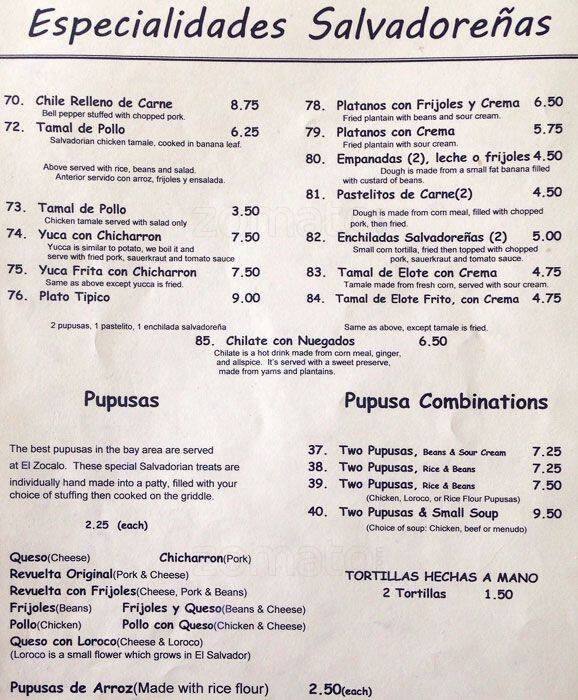 Especialidades Salvadoreñas
70. Chile Relleno de Carne 8.75
Bell pepper stuffed with chopped pork.
72. Tamal de Pollo 6.25
Salvadorian chicken tamale, cooked in banana leaf.
Above served with rice, beans and salad.
Anterior servido con arroz, frijoles y ensalada.
73. Tamal de Pollo 3.50
Chicken tamale served with salad only
74. Yuca con Chicharron 7.50
Yucca is similar to potato, we boil it and
serve with fried pork, sauerkraut and tomato sauce
75. Yuca Frita con Chicharron 7.50
Same as above except yucca is fried.
76. Plato Tipico 9.00
2 pupusas, 1 pastelito, 1 enchilada salvadoreña
78. Platanos con Frijoles y Crema 6.50
Fried plantain with beans and sour cream.
79. Platanos con Crema 5.75
Fried plantain with sour cream.
80. Empanadas (2), leche o frijoles 4.50
Dough is made from a small fat banana filled
with custard of beans.
81. Pastelitos de Carne(2) 4.50
Dough is made from corn meal, filled with chopped
pork, then fried.
82. Enchiladas Salvadoreñas (2) 5.00
Small corn tortilla, fried then topped with chopped
pork, sauerkraut and tomato sauce.
83. Tamal de Elote con Crema 4.75
Tamale made from fresh corn, served with sour cream.
84. Tamal de Elote Frito, con Crema 4.75
Same as above, except tamale is fried.
85. Chilate con Nuegados 6.50
Chilate is a hot drink made from corn meal, ginger,
and allspice. It's served with a sweet preserve,
made from yams and plantains.
Pupusas
The best pupusas in the bay area are served
at El Zocalo. These special Salvadorian treats are
individually hand made into a patty, filled with your
choice of stuffing then cooked on the griddle.
2.25 (each)
Queso(Cheese) Chicharron(Pork)
Revuelta Original(Pork & Cheese)
Revuelta con Frijoles(Cheese, Pork & Beans)
Frijoles(Beans) Frijoles y Queso(Beans & Cheese)
Pollo(Chicken) Pollo con Queso(Chicken & Cheese)
Queso con Loroco(Cheese & Loroco)
(Loroco is a small flower which grows in El Salvador)
Pupusas de Arroz(Made with rice flour) 2.50(each)
Pupusa Combinations
37. Two Pupusas, Beans & Sour Cream 7.25
38. Two Pupusas, Rice & Beans 7.25
39. Two Pupusas, Rice & Beans 7.50
(Chicken, Loroco, or Rice Flour Pupusas)
40. Two Pupusas & Small Soup 9.50
(Choice of soup: Chicken, beef or menudo)
TORTILLAS HECHAS A MANO
2 Tortillas 1.50
zomato
zomato